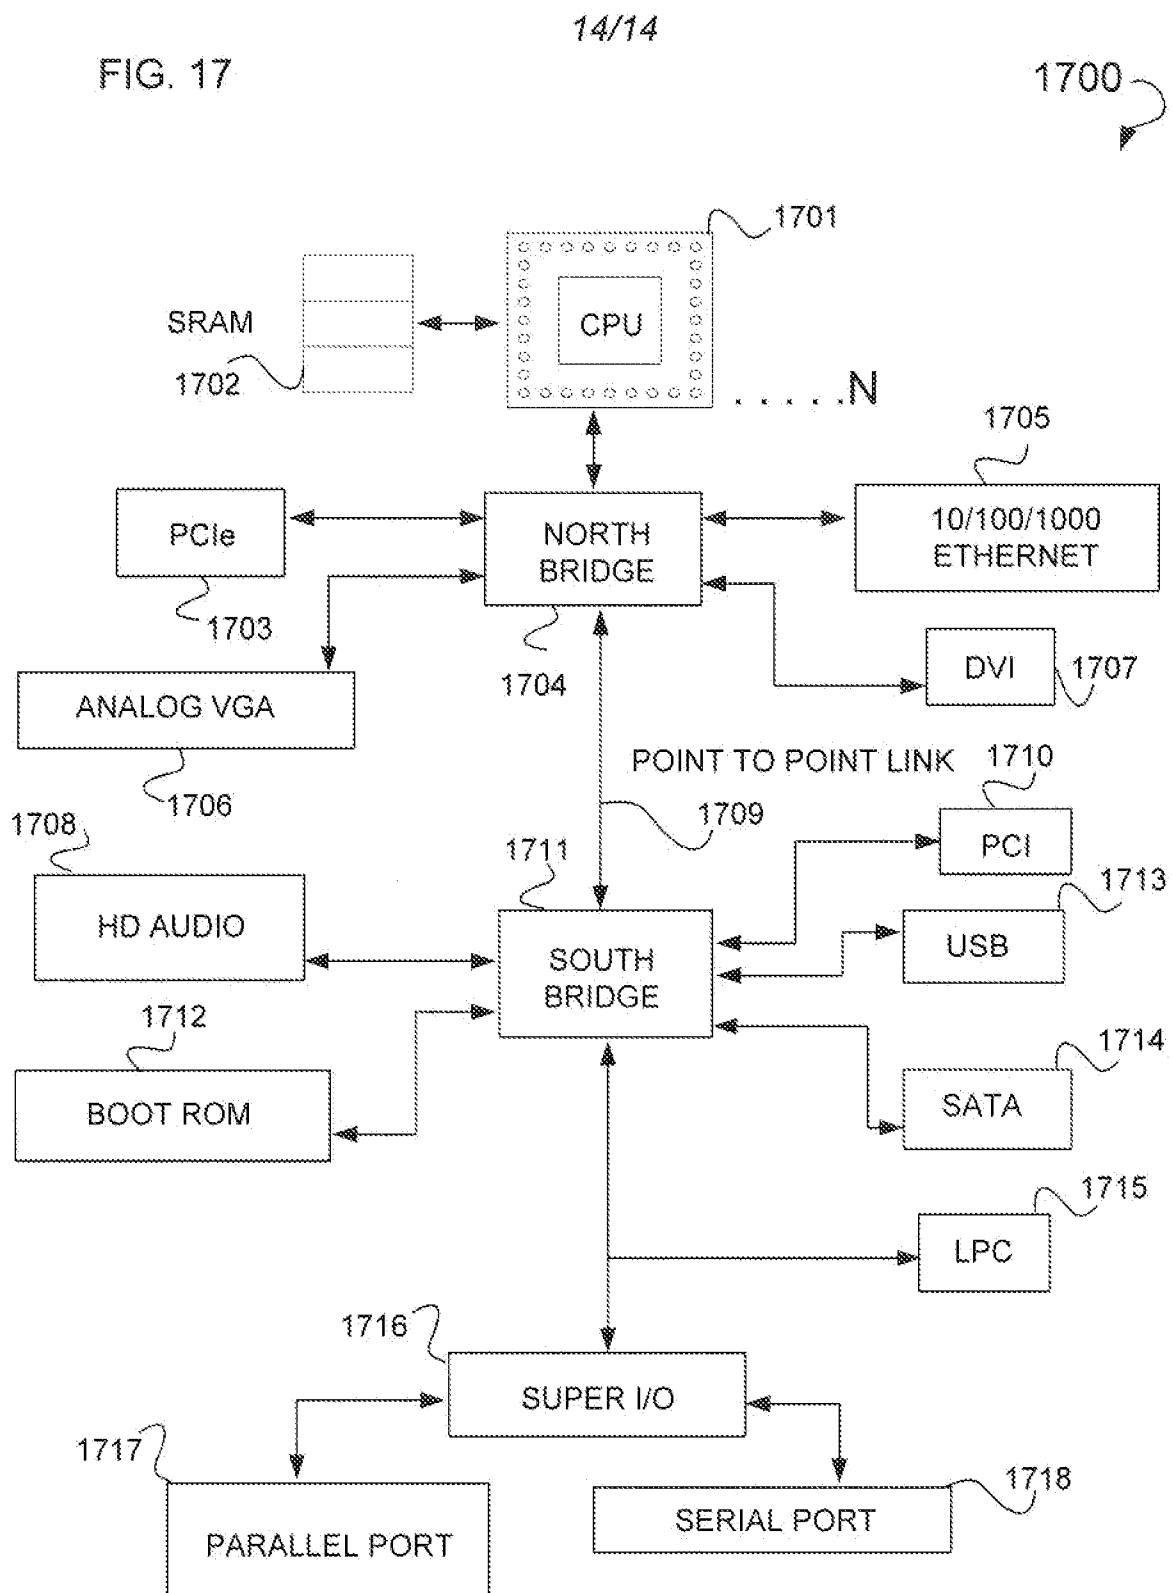 14/14
FIG. 17
1700
1701
SRAM
CPU
1702
. . . . .N
1705
PCIe
NORTH
BRIDGE
10/100/1000
ETHERNET
1703
1704
DVI
1707
ANALOG VGA
1706
POINT TO POINT LINK
1710
1709
1708
1711
PCI
1713
HD AUDIO
SOUTH
BRIDGE
USB
1712
1714
BOOT ROM
SATA
1715
LPC
1716
SUPER I/O
1717
1718
PARALLEL PORT
SERIAL PORT